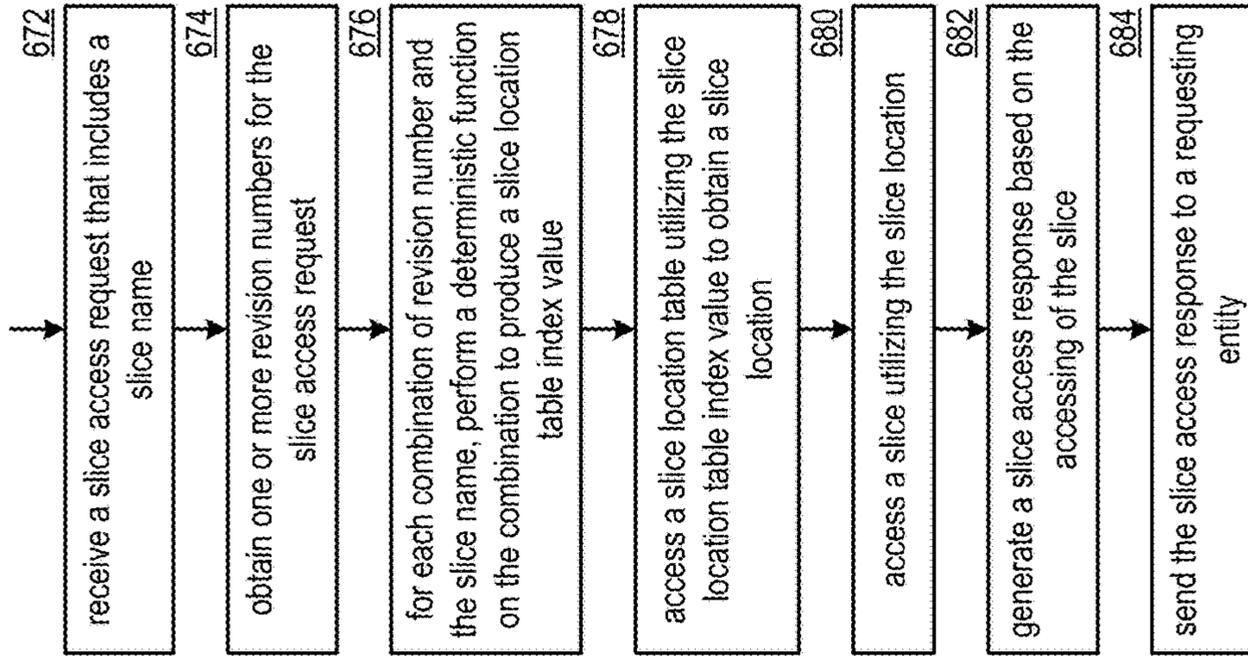 672
receive a slice access request that includes a
slice name
674
obtain one or more revision numbers for the
slice access request
676
for each combination of revision number and
the slice name, perform a deterministic function
on the combination to produce a slice location
table index value
678
access a slice location table utilizing the slice
location table index value to obtain a slice
location
680
access a slice utilizing the slice location
682
generate a slice access response based on the
accessing of the slice
684
send the slice access response to a requesting
entity